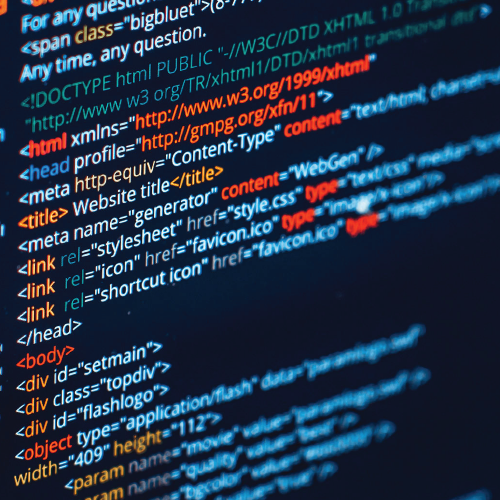 For any question
<span class="bigbluet">(8-
Any time, any question.
<!DOCTYPE html PUBLIC "-//W3C//DTD XHTML 1.0 Transitional
"http://www w3 org/TR/xhtml1/DTD/xhtml1 transitional dtd">
<html xmlns="http://www.w3.org/1999/xhtml"
<head profile="http://gmpg.org/xfn/11">
<meta http-equiv="Content-Type" content="text/html; charset=
<title> Website title</title>
<meta name="generator" content="WebGen" />
<link rel="stylesheet" href="style.css" type="text/css" media=
<link rel="icon" href="favicon.ico" type="image/x-icon"/>
<link rel="shortcut icon" href="favicon.ico" type="image/x-icon"
</head>
<body>
<div id="setmain">
<div class="topdiv">
<div id="flashlogo">
<object type="application/flash" data="paramlogo.swf"
width="409" height="112">
<param name="movie" value="paramlogo.swf" />
<param name="quality" value="best" />
param name="bgcolor" value=